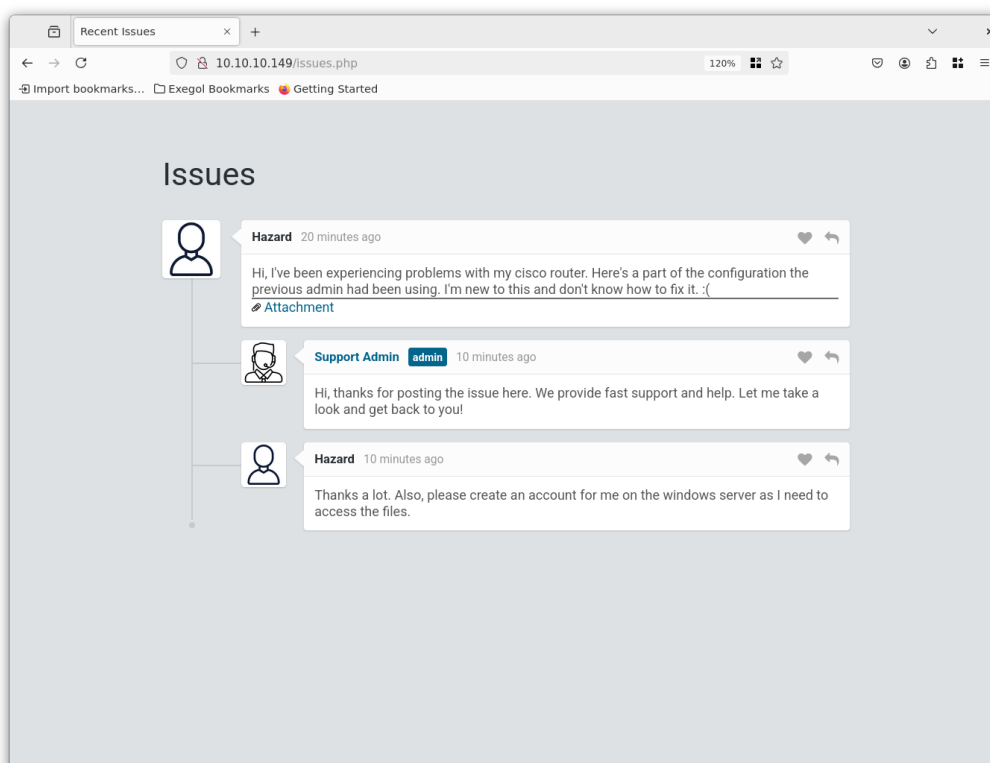 Recent Issues
10.10.10.149/issues.php
120%
Import bookmarks... Exegol Bookmarks Getting Started
Issues
Hazard 20 minutes ago
Hi, I've been experiencing problems with my cisco router. Here's a part of the configuration the
previous admin had been using. I'm new to this and don't know how to fix it. :(
Attachment
Support Admin admin 10 minutes ago
Hi, thanks for posting the issue here. We provide fast support and help. Let me take a
look and get back to you!
Hazard 10 minutes ago
Thanks a lot. Also, please create an account for me on the windows server as I need to
access the files.